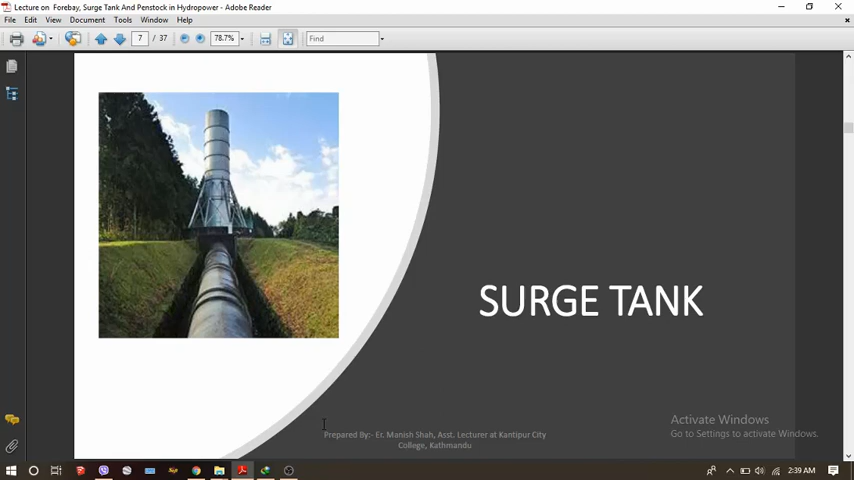 Lecture on Forebay, Surge Tank And Penstock in Hydropower - Adobe Reader
File Edit View Document Tools Window Help
7 / 37 78.7% Find
SURGE TANK
Prepared By:- Er. Manish Shah, Asst. Lecturer at Kantipur City
College, Kathmandu
Activate Windows
Go to Settings to activate Windows.
2:39 AM